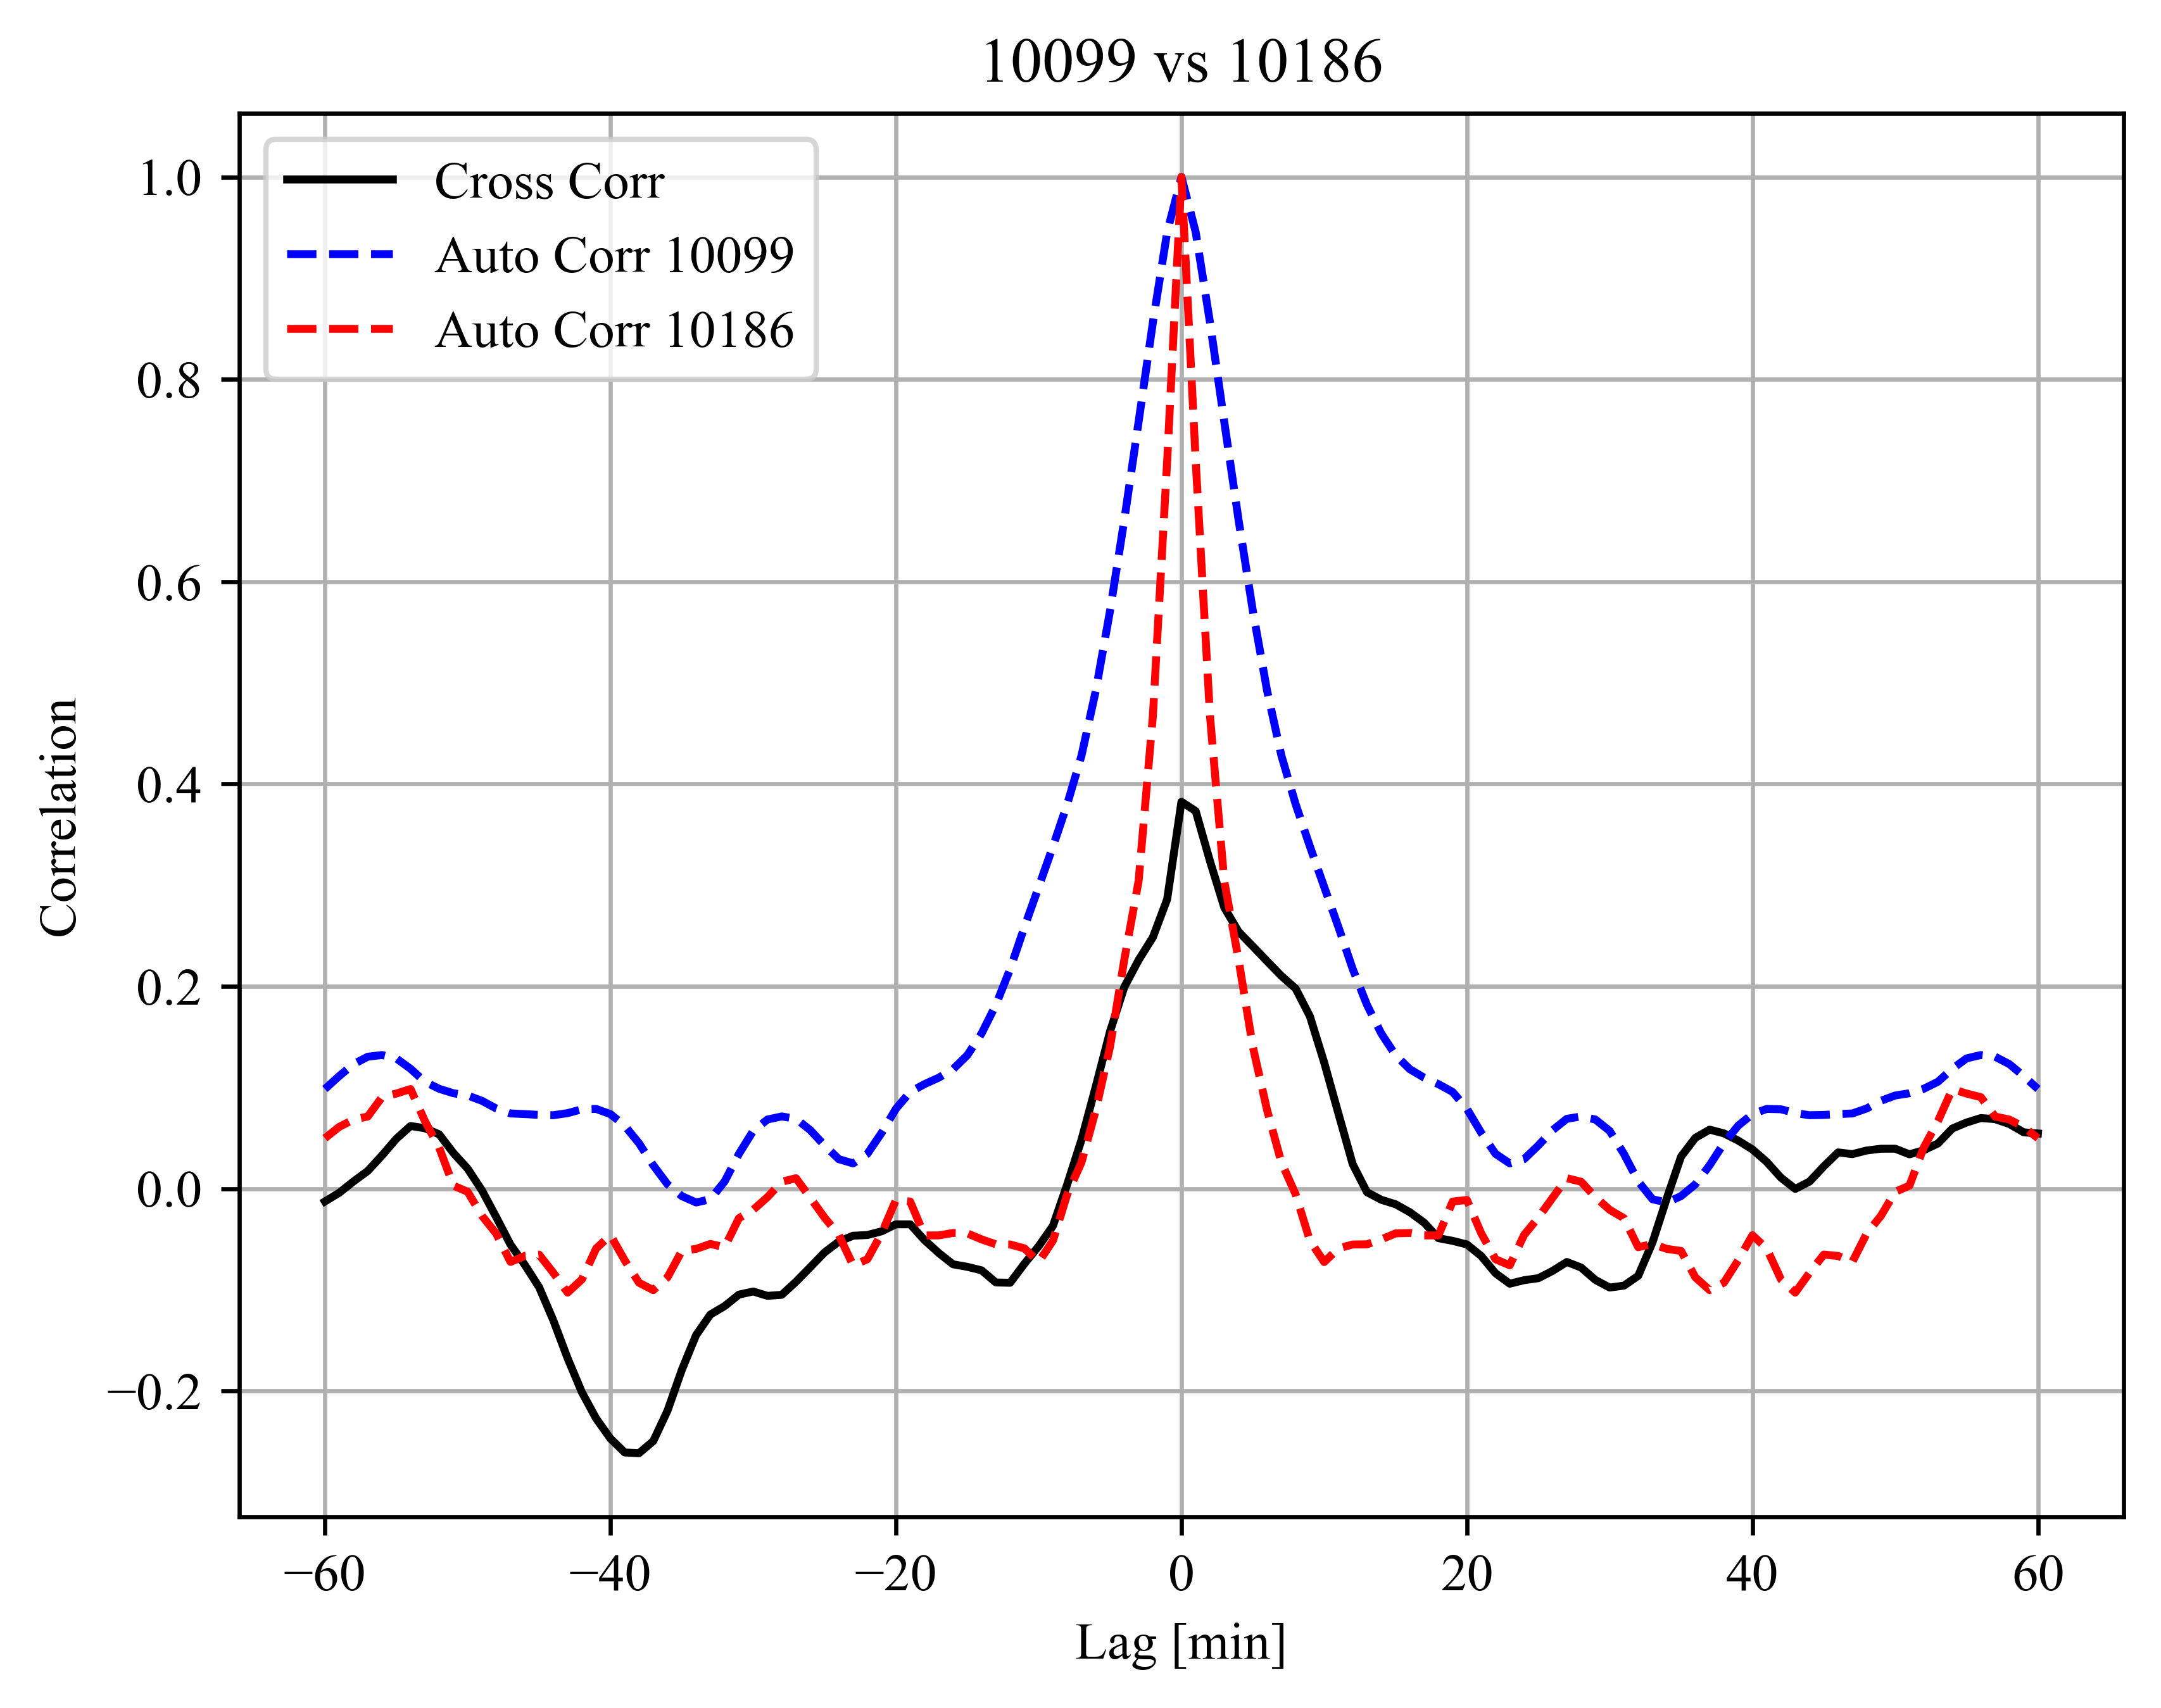 10099 vs 10186
Cross Corr
Auto Corr 10099
Auto Corr 10186
1.0
0.8
0.6
0.4
0.2
0.0
−0.2
Correlation
−60
−40
−20
0
20
40
60
Lag [min]